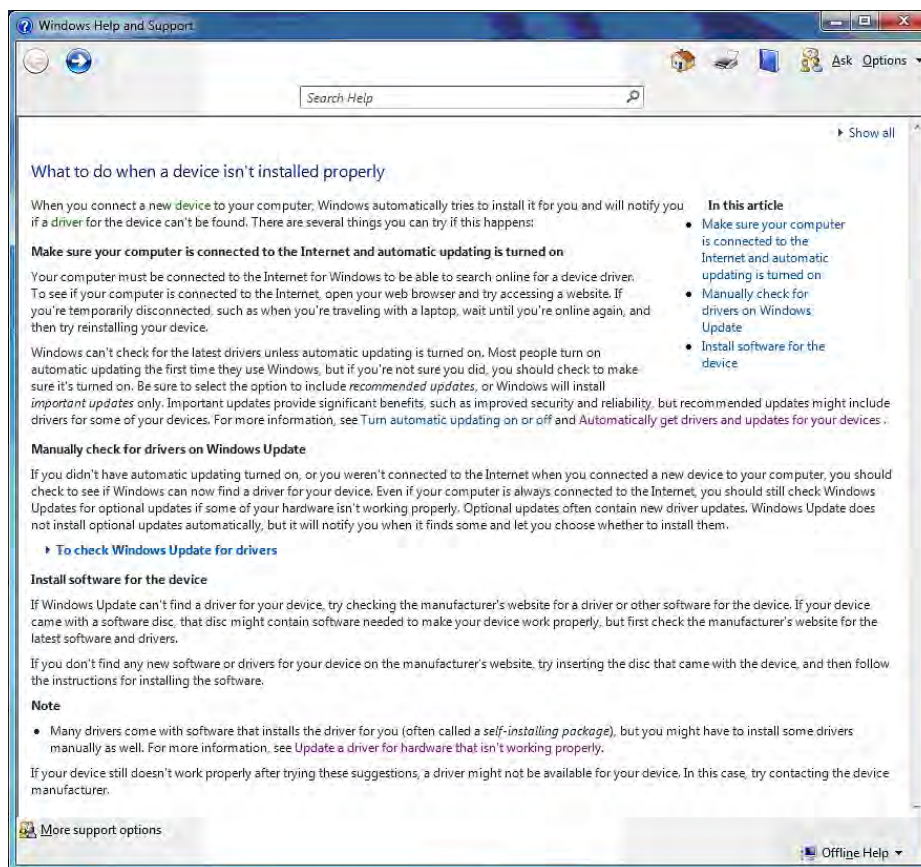 Windows Help and Support
Ask Options
Search Help
Show all
What to do when a device isn't installed properly
When you connect a new device to your computer, Windows automatically tries to install it for you and will notify you
if a driver for the device can't be found. There are several things you can try if this happens:
In this article
Make sure your computer
is connected to the
Internet and automatic
updating is turned on
Manually check for
drivers on Windows
Update
Install software for the
device
Make sure your computer is connected to the Internet and automatic updating is turned on
Your computer must be connected to the Internet for Windows to be able to search online for a device driver.
To see if your computer is connected to the Internet, open your web browser and try accessing a website. If
you're temporarily disconnected, such as when you're traveling with a laptop, wait until you're online again, and
then try reinstalling your device.
Windows can't check for the latest drivers unless automatic updating is turned on. Most people turn on
automatic updating the first time they use Windows, but if you're not sure you did, you should check to make
sure it's turned on. Be sure to select the option to include recommended updates, or Windows will install
important updates only. Important updates provide significant benefits, such as improved security and reliability, but recommended updates might include
drivers for some of your devices. For more information, see Turn automatic updating on or off and Automatically get drivers and updates for your devices .
Manually check for drivers on Windows Update
If you didn't have automatic updating turned on, or you weren't connected to the Internet when you connected a new device to your computer, you should
check to see if Windows can now find a driver for your device. Even if your computer is always connected to the Internet, you should still check Windows
Updates for optional updates if some of your hardware isn't working properly. Optional updates often contain new driver updates. Windows Update does
not install optional updates automatically, but it will notify you when it finds some and let you choose whether to install them.
To check Windows Update for drivers
Install software for the device
If Windows Update can't find a driver for your device, try checking the manufacturer's website for a driver or other software for the device. If your device
came with a software disc, that disc might contain software needed to make your device work properly, but first check the manufacturer's website for the
latest software and drivers.
If you don't find any new software or drivers for your device on the manufacturer's website, try inserting the disc that came with the device, and then follow
the instructions for installing the software.
Note
Many drivers come with software that installs the driver for you (often called a self-installing package), but you might have to install some drivers
manually as well. For more information, see Update a driver for hardware that isn't working properly.
If your device still doesn't work properly after trying these suggestions, a driver might not be available for your device. In this case, try contacting the device
manufacturer.
More support options
Offline Help